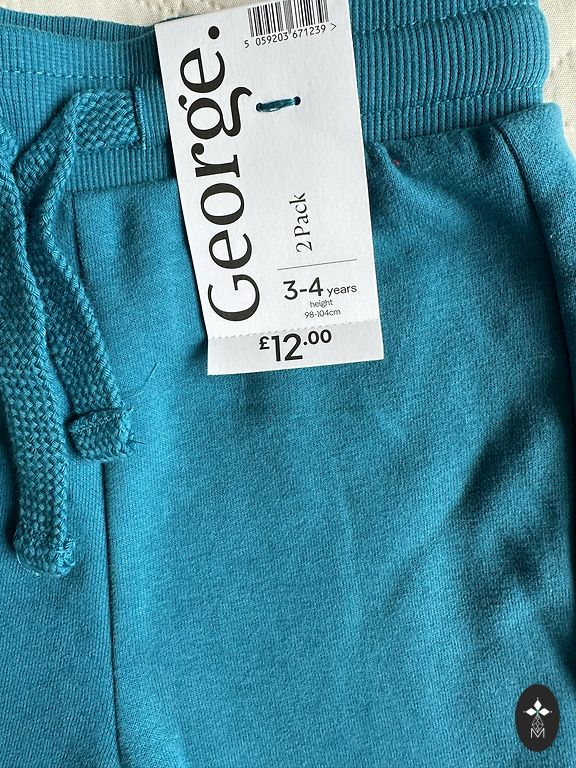 5 059203 671239 >
George.
2 Pack
3-4 years
height
98-104cm
£12.00
M